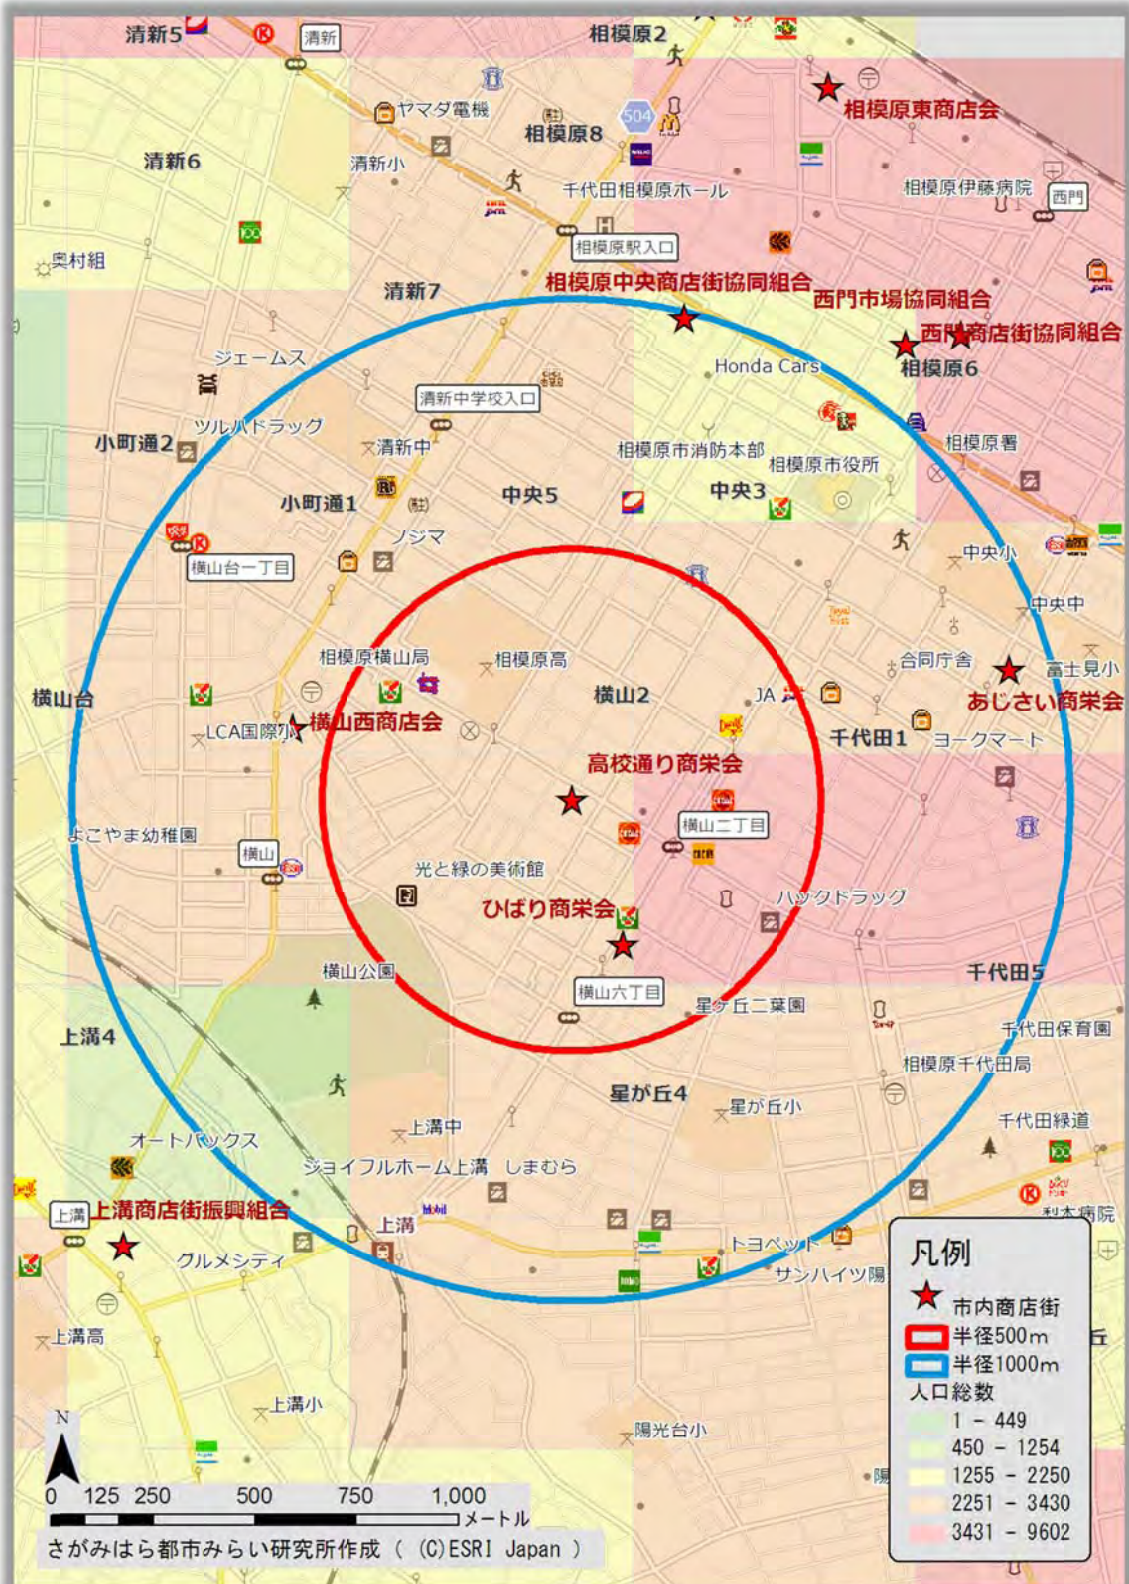 清新5
清新
相模原2
ヤマダ電機
504
相模原8
相模原東商店会
清新6
清新小
千代田相模原ホール
相模原伊藤病院
西門
相模原駅入口
奥村組
清新7
相模原中央商店街協同組合
西門市場協同組合
西門商店街協同組合
ジェームス
Honda Cars
相模原6
清新中学校入口
ツルハドラッグ
小町通2
清新中
相模原市消防本部
相模原市役所
相模原署
小町通1
(駐)
中央5
中央3
ノジマ
横山台一丁目
中央小
中央中
相模原横山局
相模原高
合同庁舎
富士見小
横山台
横山2
JA
あじさい商栄会
LCA国際小
横山西商店会
千代田1
ヨークマート
高校通り商栄会
よこやま幼稚園
横山
横山二丁目
光と緑の美術館
ハックドラッグ
ひばり商栄会
横山公園
横山六丁目
千代田5
星ヶ丘二葉園
上溝4
千代田保育園
相模原千代田局
星が丘4
星が丘小
上溝中
千代田緑道
オートバックス
ジョイフルホーム上溝 しまむら
上溝
上溝商店街振興組合
Mobil
上溝
梨本病院
グルメシティ
トヨペット
サンハイツ陽
凡例
市内商店街
半径500m
半径1000m
丘
人口総数
1 - 449
450 - 1254
1255 - 2250
2251 - 3430
3431 - 9602
上溝高
上溝小
陽光台小
陽
N
0 125 250 500 750 1,000
メートル
さがみはら都市みらい研究所作成 ( (C)ESRI Japan )